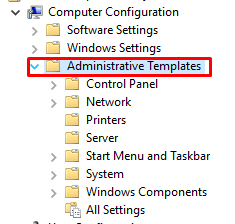 Computer Configuration
Software Settings
Windows Settings
Administrative Templates
Control Panel
Network
Printers
Server
Start Menu and Taskbar
System
Windows Components
All Settings